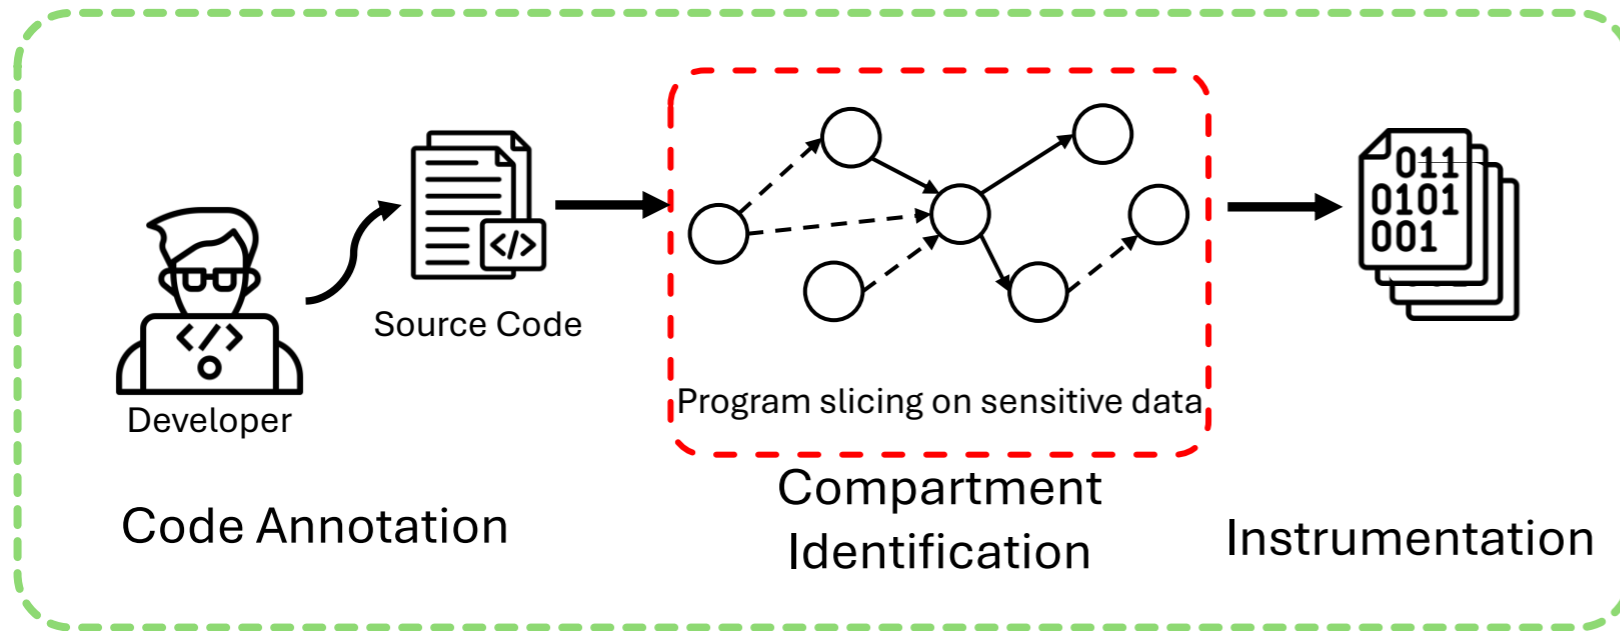 011
0101
001
</>
</>
Source Code
Developer
Program slicing on sensitive data
Code Annotation
Compartment
Identification
Instrumentation